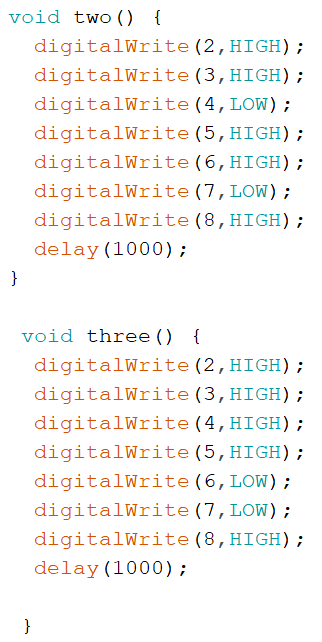 void two() {
  digitalWrite(2,HIGH);
  digitalWrite(3,HIGH);
  digitalWrite(4,LOW);
  digitalWrite(5,HIGH);
  digitalWrite(6,HIGH);
  digitalWrite(7,LOW);
  digitalWrite(8,HIGH);
  delay(1000);
}

 void three() {
  digitalWrite(2,HIGH);
  digitalWrite(3,HIGH);
  digitalWrite(4,HIGH);
  digitalWrite(5,HIGH);
  digitalWrite(6,LOW);
  digitalWrite(7,LOW);
  digitalWrite(8,HIGH);
  delay(1000);

 }